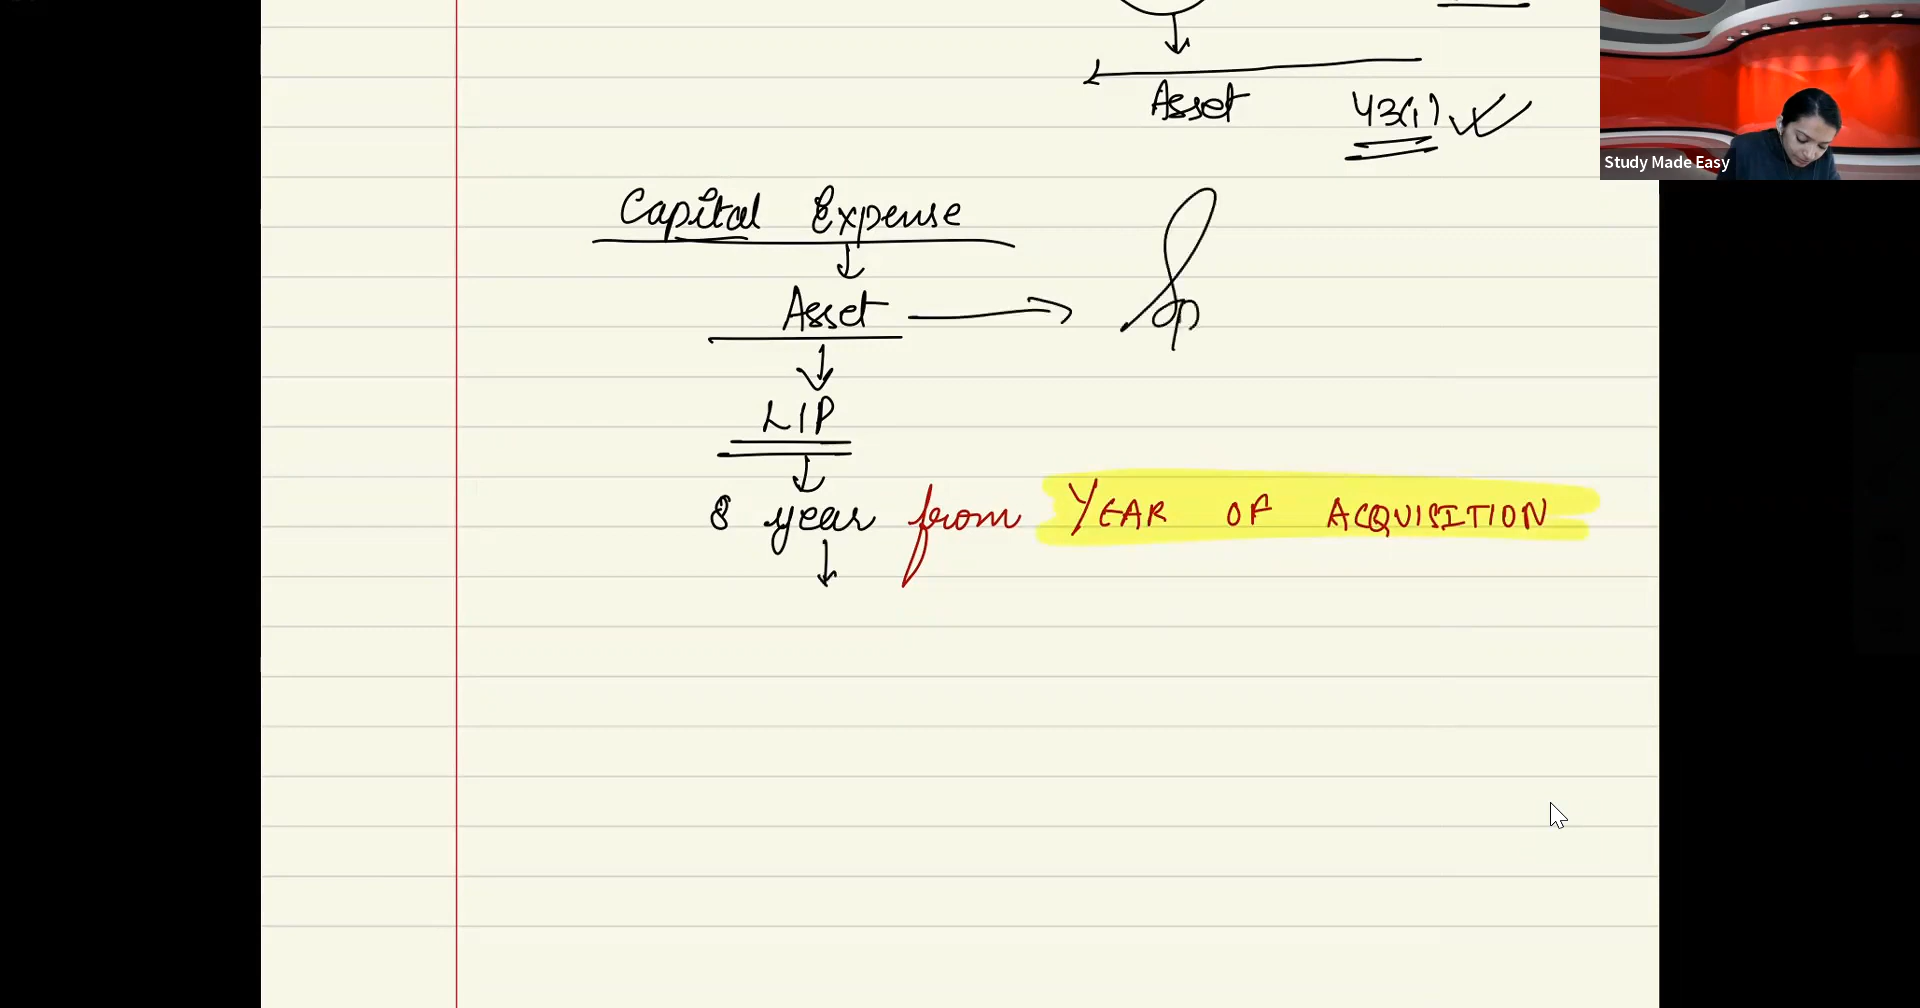 Asset 43(1)
Study Made Easy
Capital Expense
Asset
LIP
8 year from YEAR OF ACQUISITION